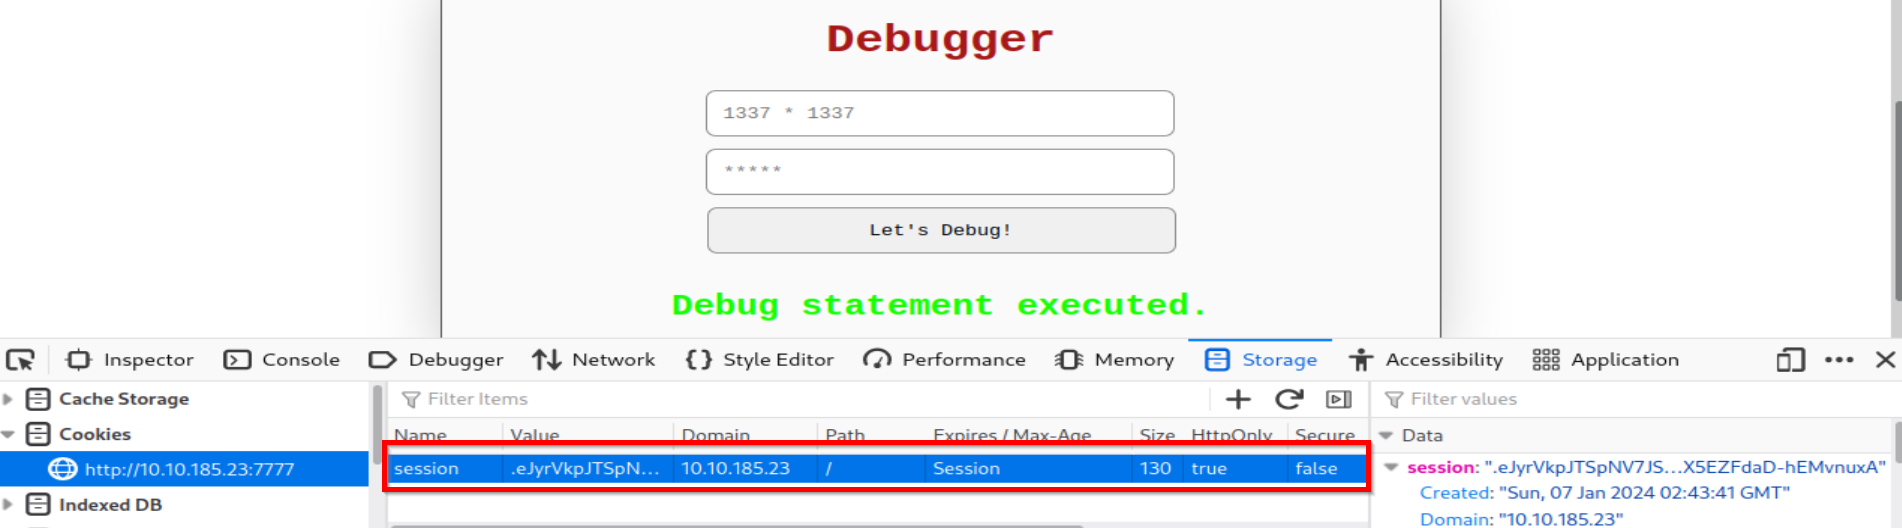 Debugger
1337 * 1337
*****
Let's Debug!
Debug statement executed.
Inspector Console Debugger Network Style Editor Performance Memory Storage Accessibility Application
Cache Storage Filter Items Filter values
Cookies Name Value Domain Path Expires / Max-Age Size HttpOnly Secure Data
http://10.10.185.23:7777 session .eJyrVkpJTSpN... 10.10.185.23 / Session 130 true false session: ".eJyrVkpJTSpNV7JS...X5EZFdaD-hEMvnuxA"
Created: "Sun, 07 Jan 2024 02:43:41 GMT"
Indexed DB Domain: "10.10.185.23"